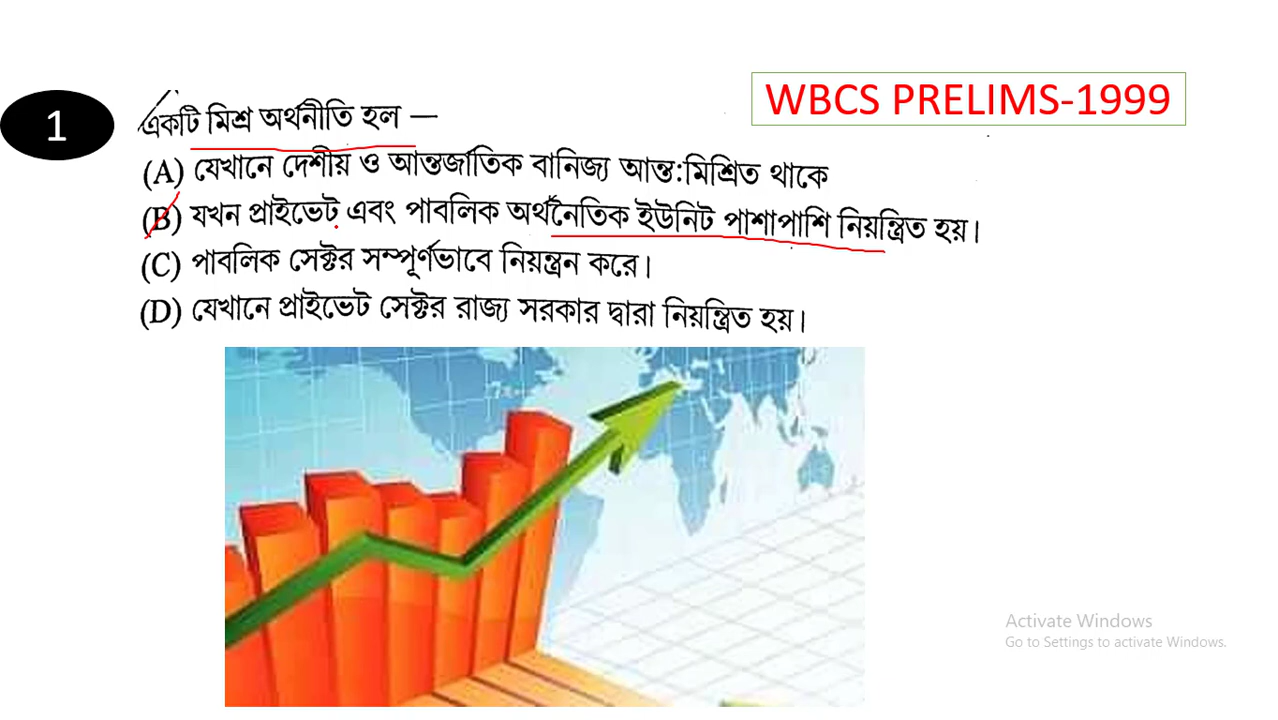 WBCS PRELIMS-1999
1
একটি মিশ্র অর্থনীতি হল —
(A) যেখানে দেশীয় ও আন্তর্জাতিক বানিজ্য আন্ত:মিশ্রিত থাকে
(B) যখন প্রাইভেট এবং পাবলিক অর্থনৈতিক ইউনিট পাশাপাশি নিয়ন্ত্রিত হয়।
(C) পাবলিক সেক্টর সম্পূর্ণভাবে নিয়ন্ত্রন করে।
(D) যেখানে প্রাইভেট সেক্টর রাজ্য সরকার দ্বারা নিয়ন্ত্রিত হয়।
Activate Windows
Go to Settings to activate Windows.